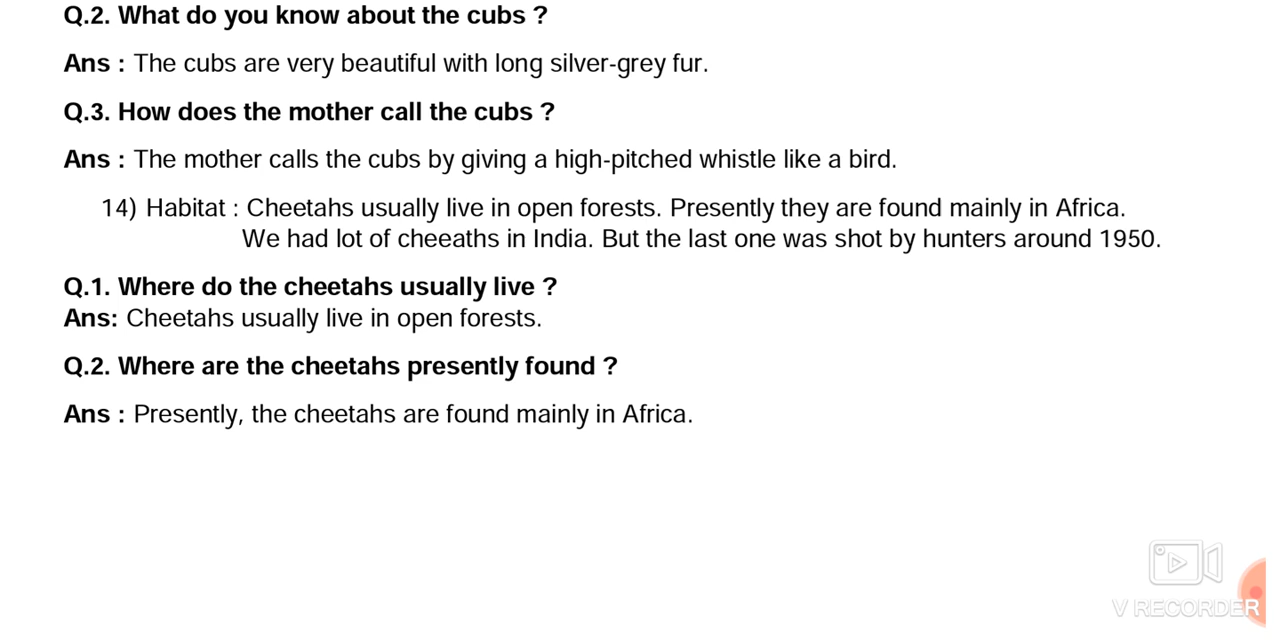 Q.2. What do you know about the cubs ?
Ans : The cubs are very beautiful with long silver-grey fur.
Q.3. How does the mother call the cubs ?
Ans : The mother calls the cubs by giving a high-pitched whistle like a bird.
14) Habitat : Cheetahs usually live in open forests. Presently they are found mainly in Africa.
We had lot of cheeaths in India. But the last one was shot by hunters around 1950.
Q.1. Where do the cheetahs usually live ?
Ans: Cheetahs usually live in open forests.
Q.2. Where are the cheetahs presently found ?
Ans : Presently, the cheetahs are found mainly in Africa.
V RECORDER